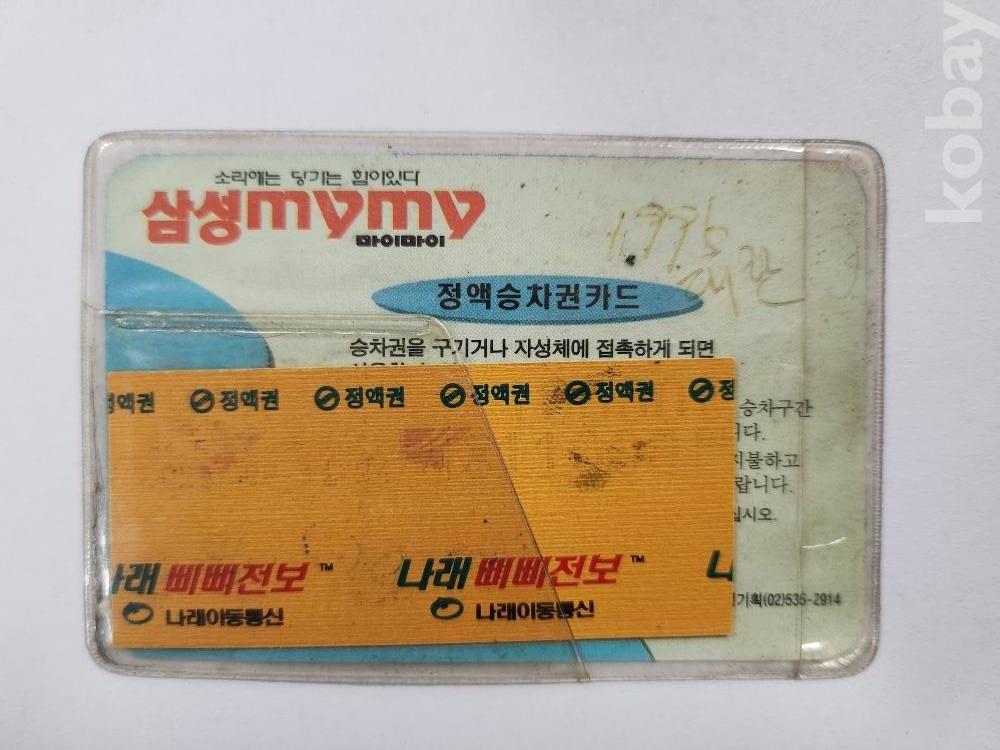 kobay
소리에는 당기는 힘이있다
삼성mymy
마이마이
1995
정액승차권카드
승차권을 구기거나 자성체에 접촉하게 되면
정액권 정액권 정액권 정액권 정액권 정
승차구간
니다.
지불하고
랍니다.
십시오.
나래 삐삐전보™ 나래 삐삐전보™ 나
나래이동통신 나래이동통신
기획(02)535-2914